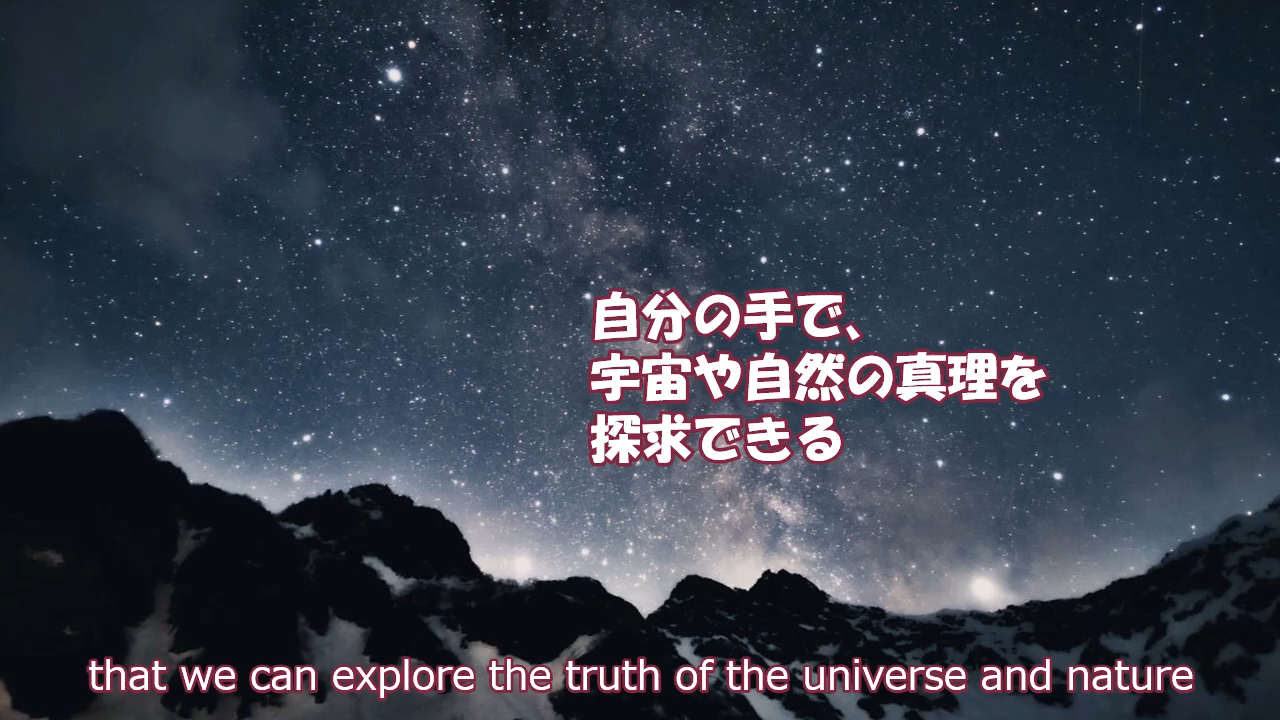 自分の手で、
宇宙や自然の真理を
探求できる
that we can explore the truth of the universe and nature